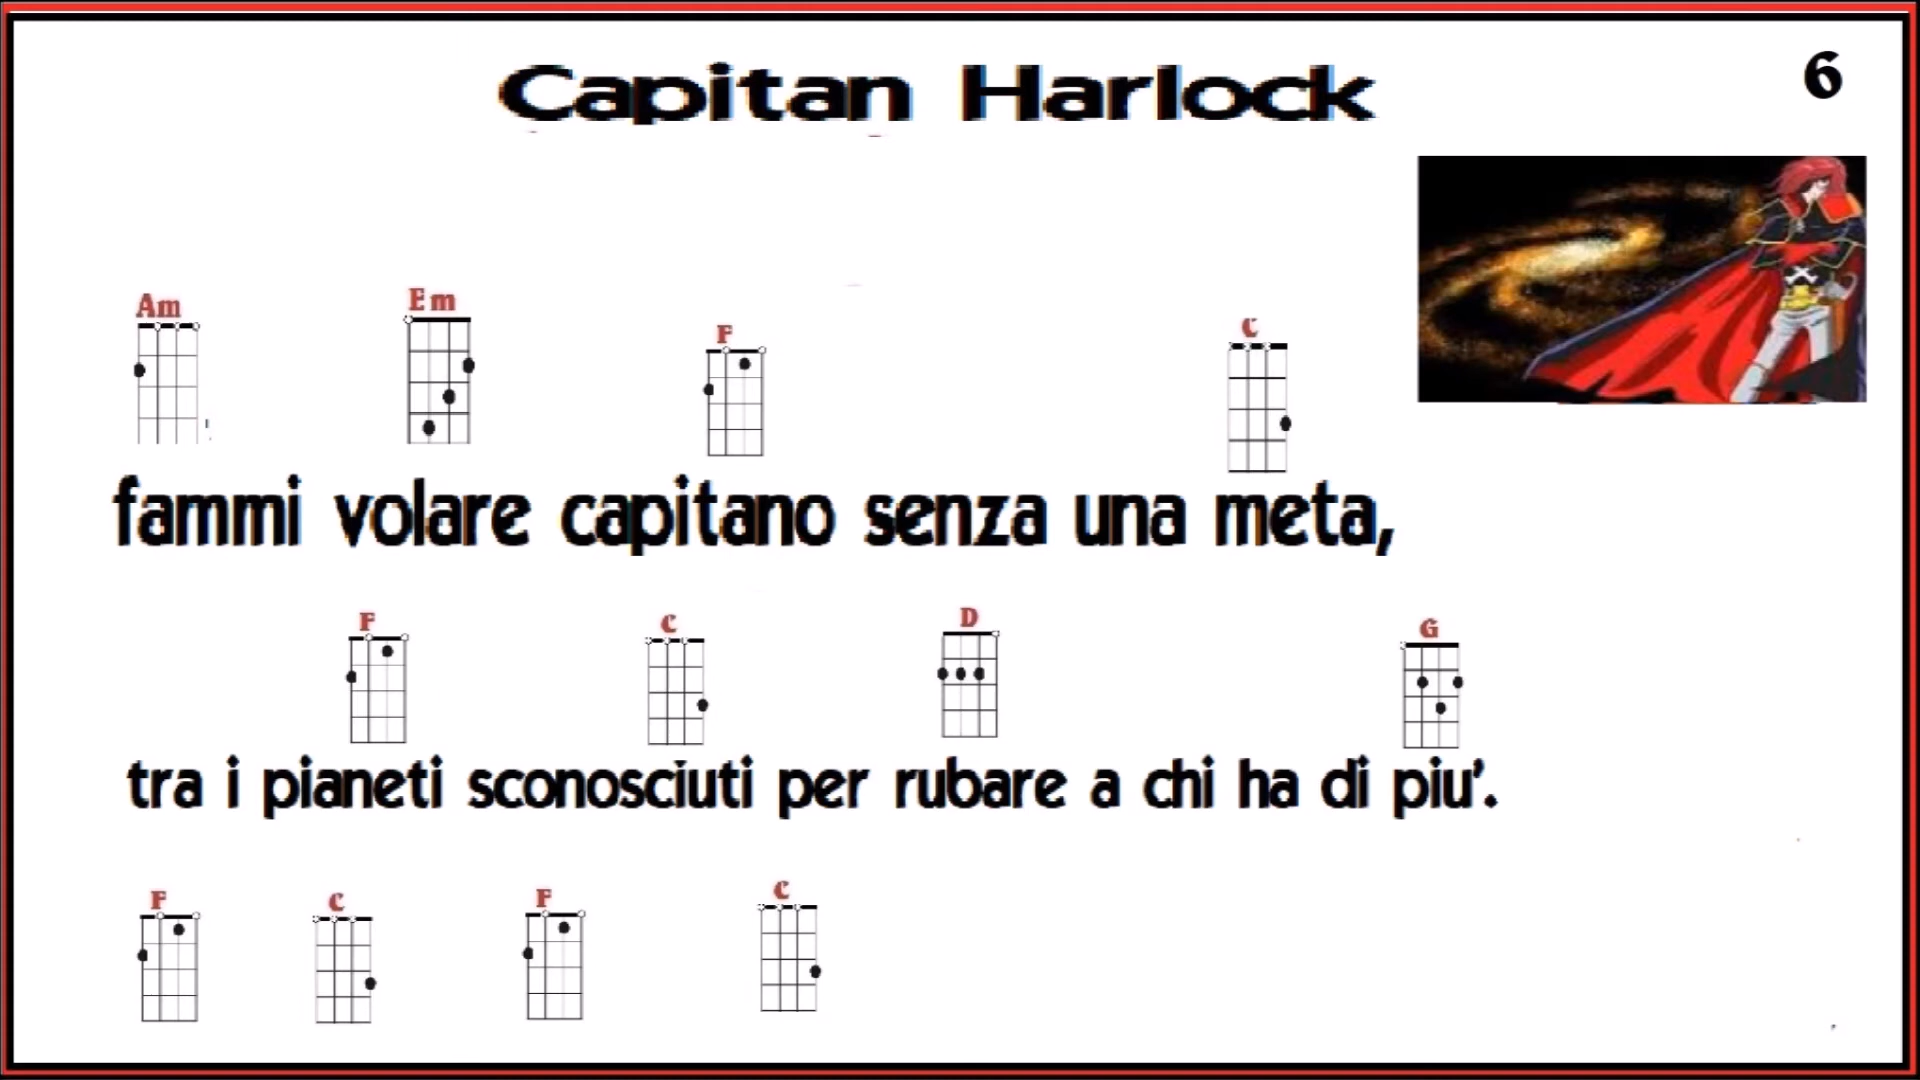 Capitan Harlock
6
Am Em F C
fammi volare capitano senza una meta,
F C D G
tra i pianeti sconosciuti per rubare a chi ha di piu'.
F C F C